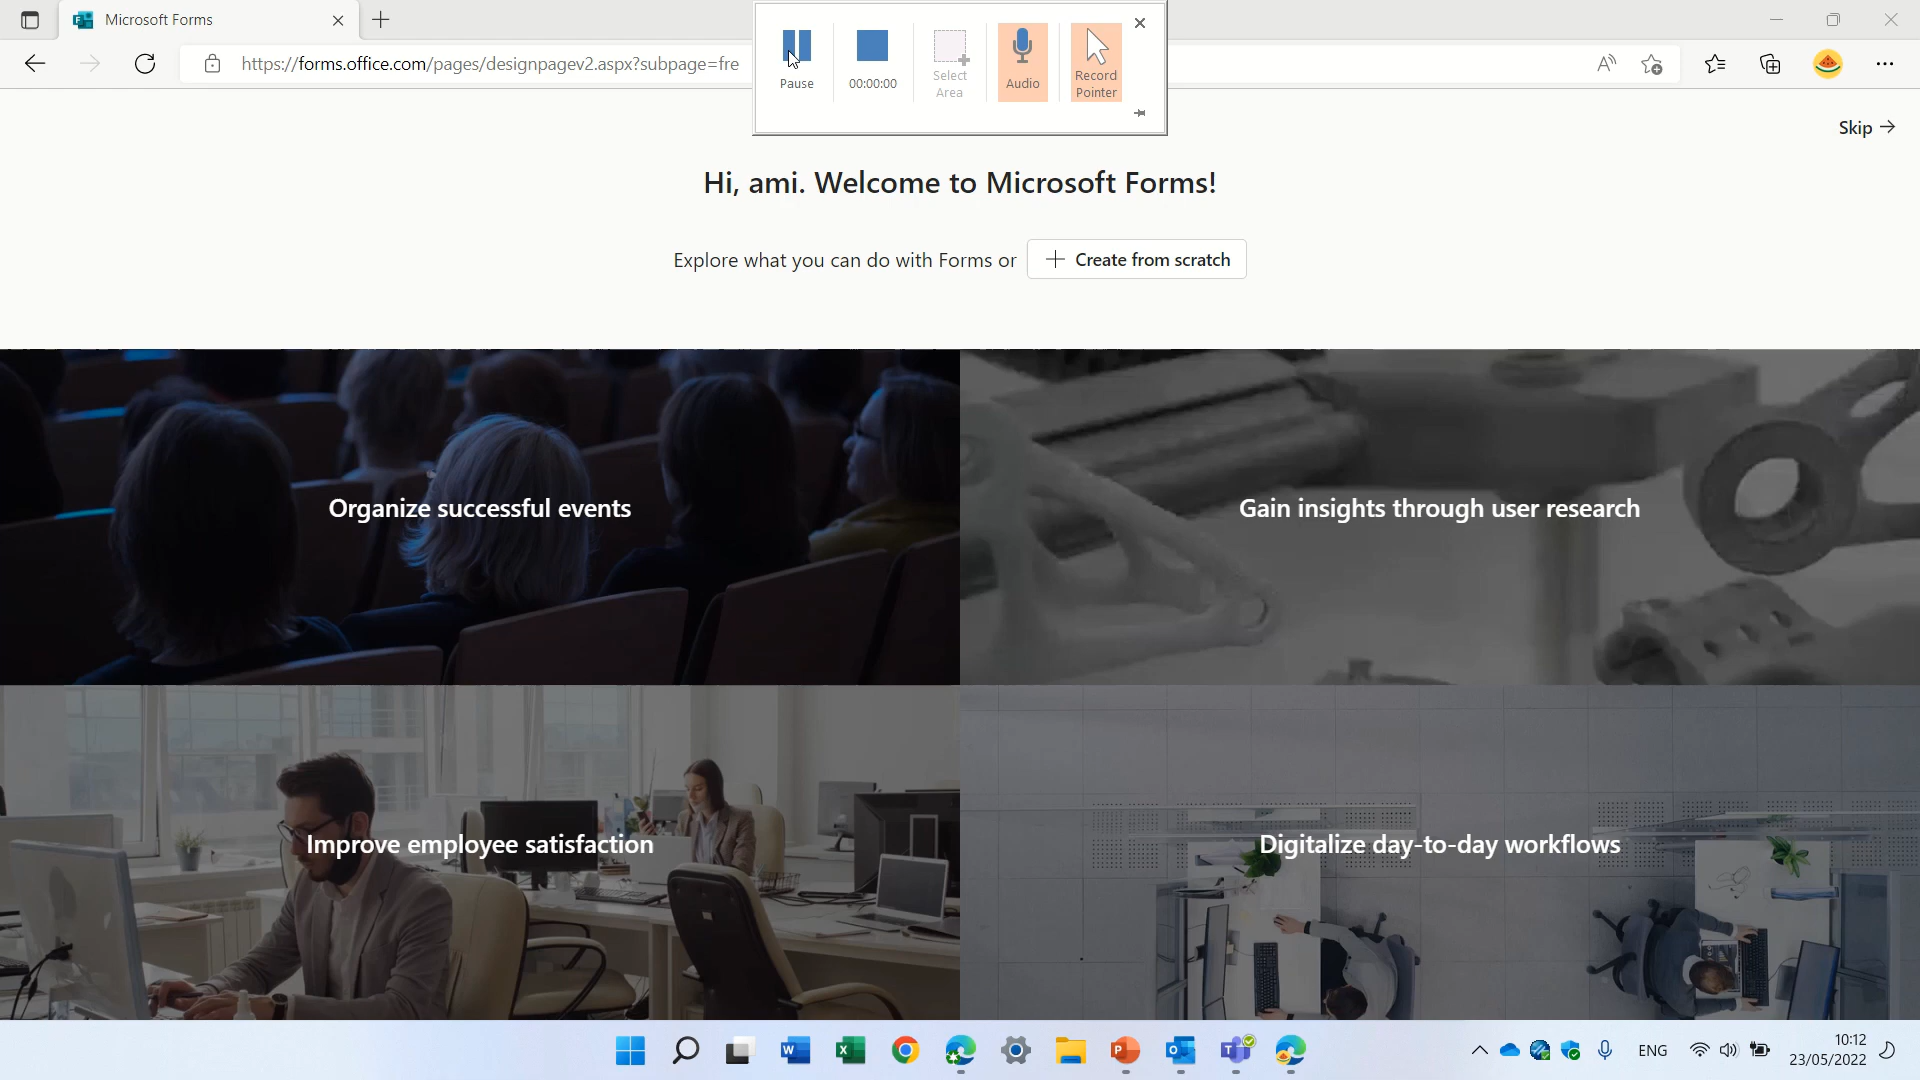 Microsoft Forms
https://forms.office.com/pages/designpagev2.aspx?subpage=fre
Pause
00:00:00
Select
Area
Audio
Record
Pointer
Skip
Hi, ami. Welcome to Microsoft Forms!
Explore what you can do with Forms or
Create from scratch
Organize successful events
Gain insights through user research
Improve employee satisfaction
Digitalize day-to-day workflows
ENG
10:12
23/05/2022